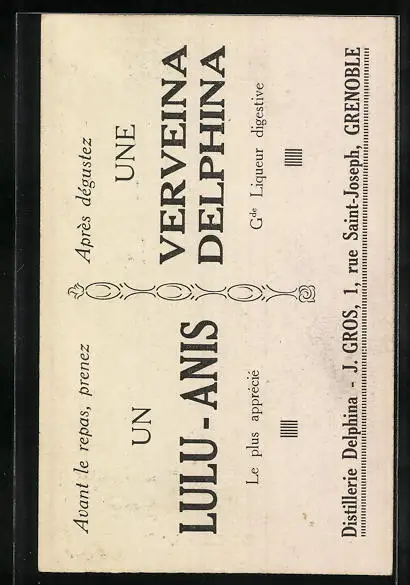 Avant le repas, prenez
UN
LULU - ANIS
Le plus apprécié
Après dégustez
UNE
VERVEINA
DELPHINA
Gde Liqueur digestive
Distillerie Delphina - J. GROS, 1, rue Saint-Joseph, GRENOBLE